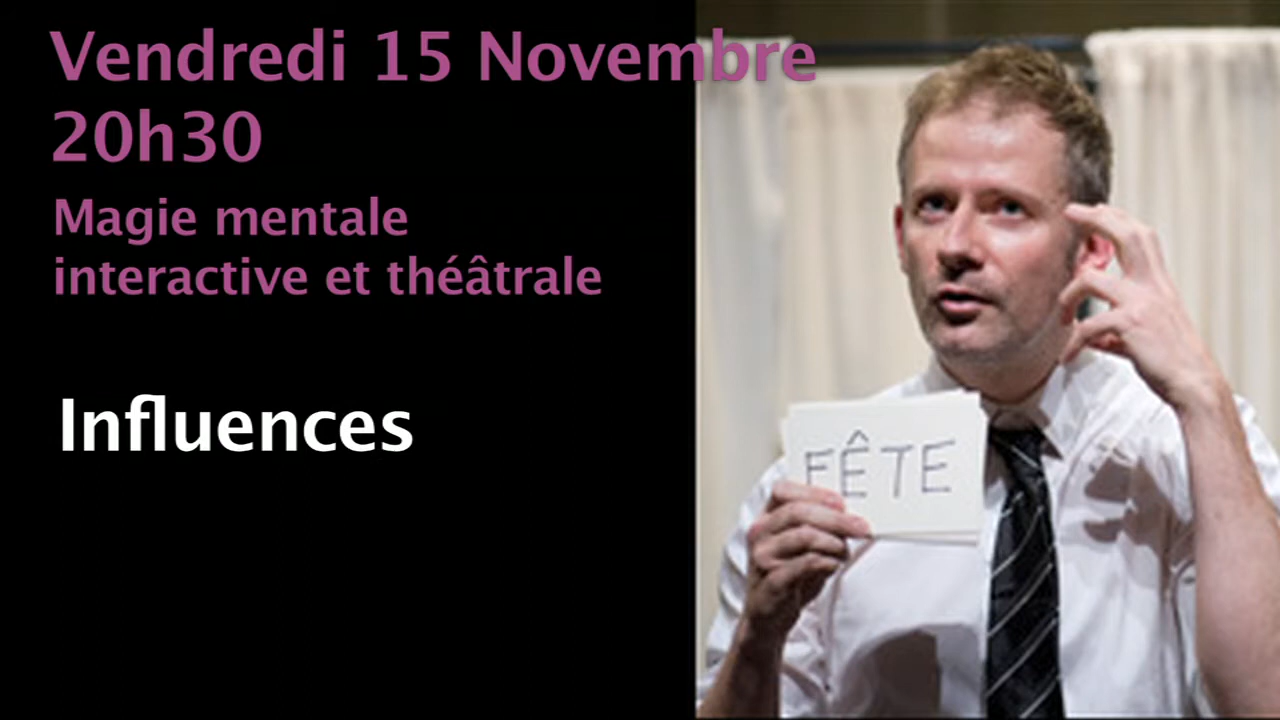 Vendredi 15 Novembre
20h30
Magie mentale
interactive et théâtrale
Influences
FÊTE